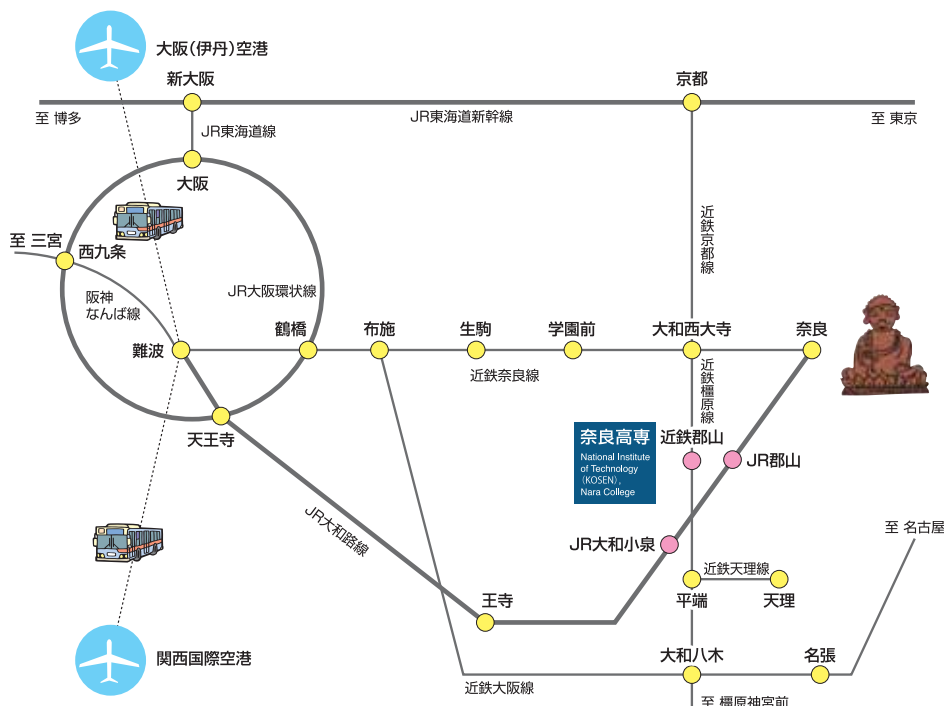 大阪（伊丹）空港
新大阪
京都
至 博多
JR東海道新幹線
至 東京
JR東海道線
大阪
近鉄京都線
至 三宮
西九条
阪神
なんば線
JR大阪環状線
難波
鶴橋
布施
生駒
学園前
大和西大寺
奈良
近鉄奈良線
近鉄橿原線
天王寺
奈良高専
National Institute
of Technology
(KOSEN),
Nara College
近鉄郡山
JR郡山
JR大和路線
JR大和小泉
至 名古屋
近鉄天理線
平端
天理
王寺
関西国際空港
大和八木
名張
近鉄大阪線
至 橿原神宮前